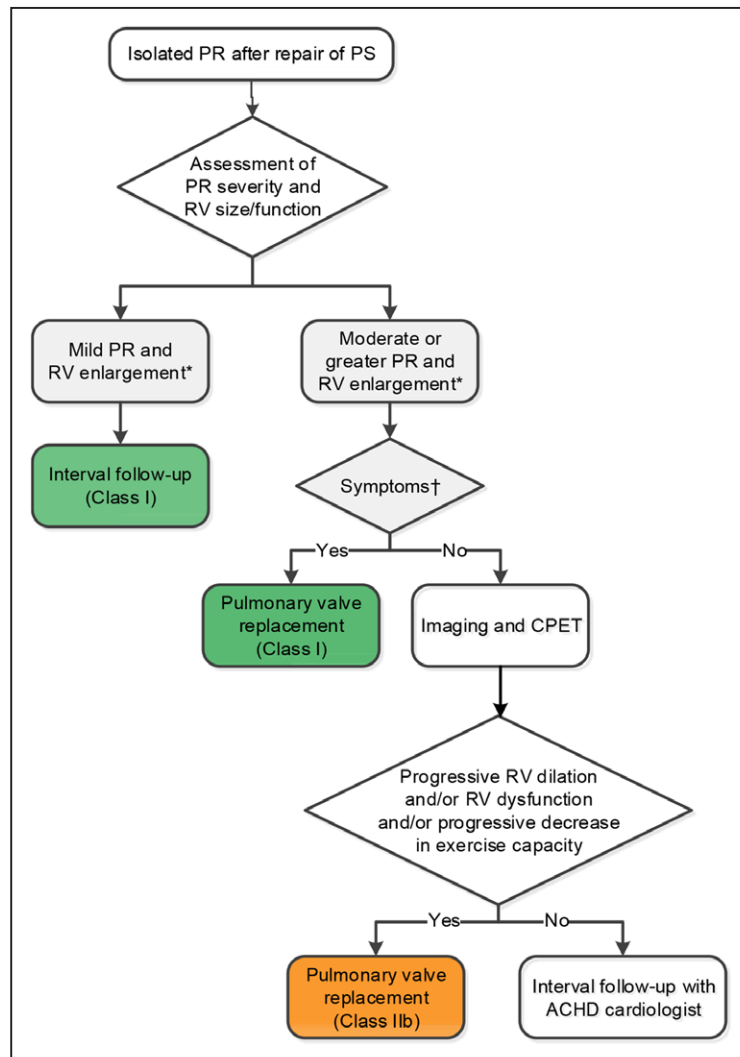 Isolated PR after repair of PS
Assessment of
PR severity and
RV size/function
Mild PR and
RV enlargement*
Moderate or
greater PR and
RV enlargement*
Interval follow-up
(Class I)
Symptoms†
Yes
No
Pulmonary valve
replacement
(Class I)
Imaging and CPET
Progressive RV dilation
and/or RV dysfunction
and/or progressive decrease
in exercise capacity
Yes
No
Pulmonary valve
replacement
(Class IIb)
Interval follow-up with
ACHD cardiologist